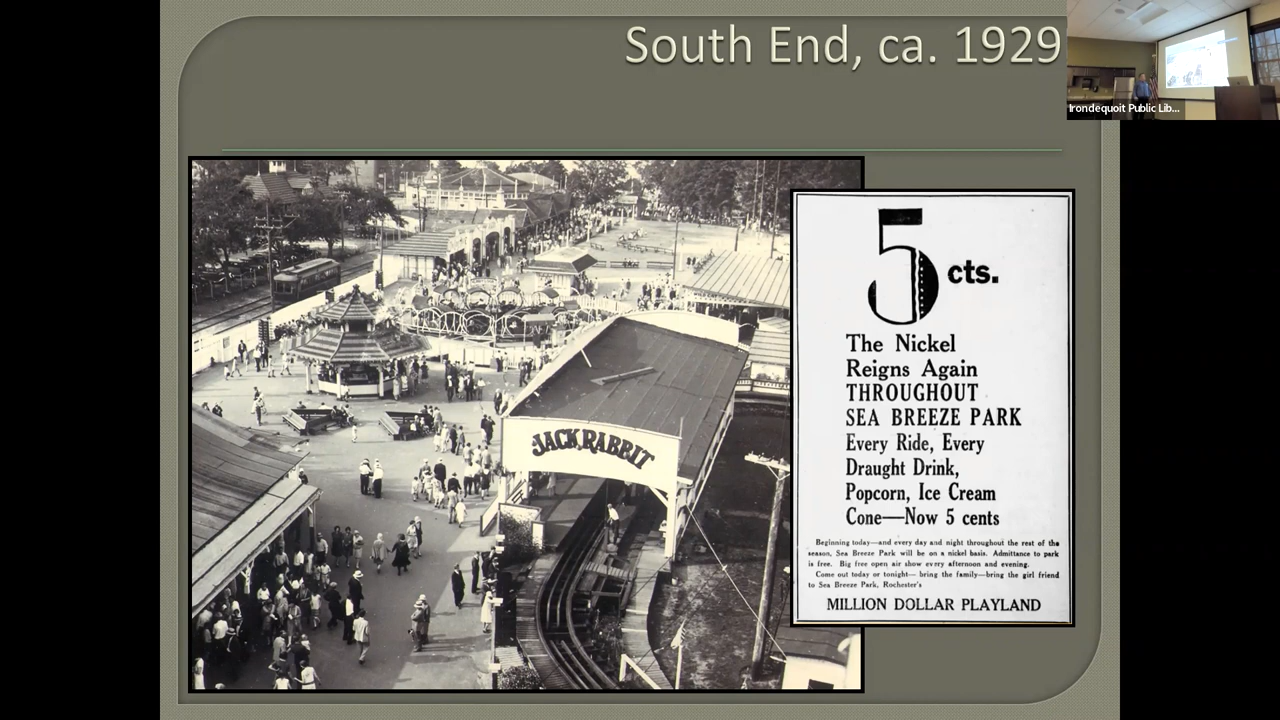 South End, ca. 1929
Irondequoit Public Lib...
JACK RABBIT
5 cts.
The Nickel
Reigns Again
THROUGHOUT
SEA BREEZE PARK
Every Ride, Every
Draught Drink,
Popcorn, Ice Cream
Cone—Now 5 cents
Beginning today—and every day and night throughout the rest of the
season, Sea Breeze Park will be on a nickel basis. Admittance to park
is free. Big free open air show every afternoon and evening.
Come out today or tonight— bring the family—bring the girl friend
to Sea Breeze Park, Rochester's
MILLION DOLLAR PLAYLAND